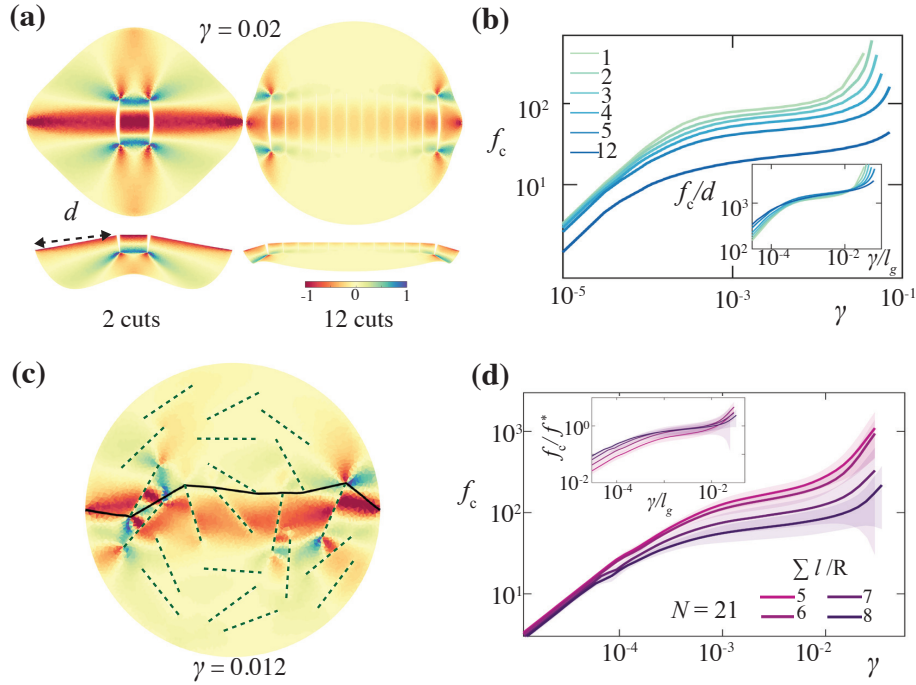 (a)
γ = 0.02
d
-1 0 1
2 cuts
12 cuts
(b)
f_c
10^2
10^1
1
2
3
4
5
12
f_c/d
10^3
10^2
10^-4
10^-2
γ/l_g
10^-5
10^-3
10^-1
γ
(c)
γ = 0.012
(d)
f_c
10^3
10^2
10^1
f_c/f^*
10^0
10^-2
10^-4
10^-2
γ/l_g
∑ l /R
N = 21
5 7
6 8
10^-4
10^-3
10^-2
γ